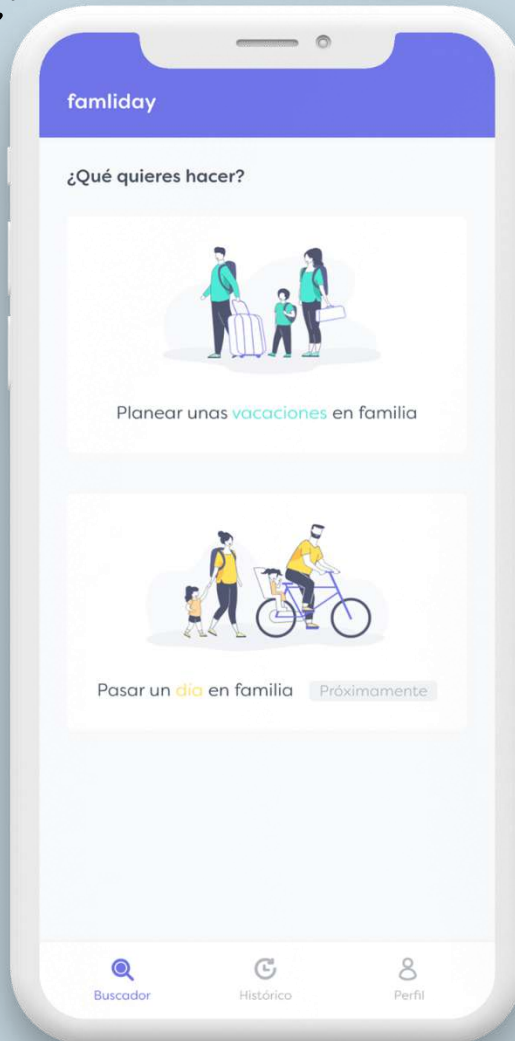 famliday
¿Qué quieres hacer?
Planear unas vacaciones en familia
Pasar un día en familia Próximamente
Buscador Histórico Perfil